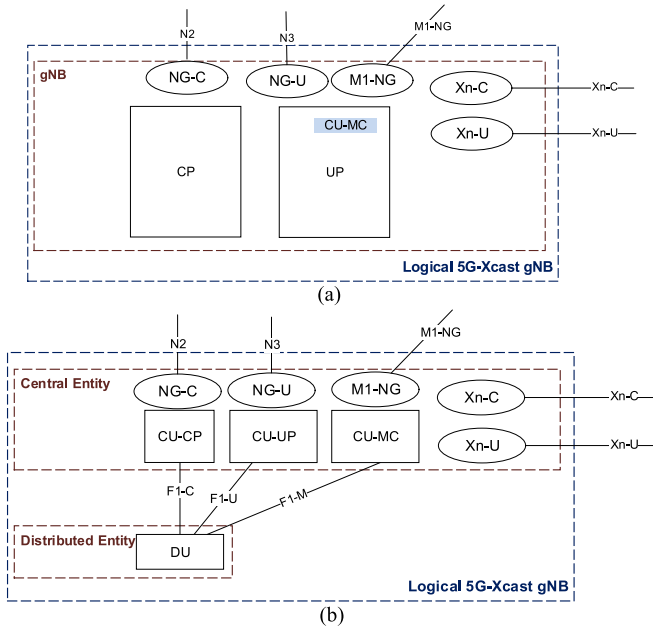 N2
N3
M1-NG
gNB
NG-C
NG-U
M1-NG
Xn-C
Xn-C
CU-MC
Xn-U
Xn-U
CP
UP
Logical 5G-Xcast gNB
(a)
N2
N3
M1-NG
Central Entity
NG-C
NG-U
M1-NG
Xn-C
Xn-C
CU-CP
CU-UP
CU-MC
Xn-U
Xn-U
F1-C
F1-U
F1-M
Distributed Entity
DU
Logical 5G-Xcast gNB
(b)